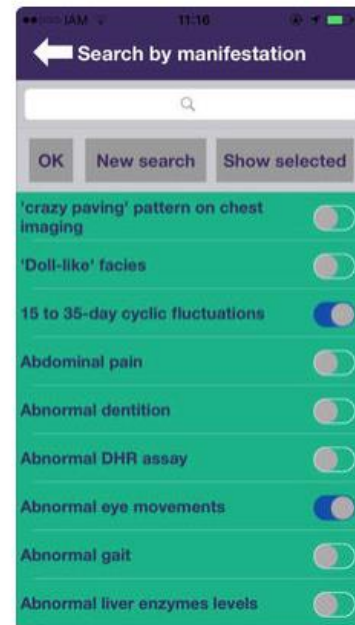 IAM
11:16
Search by manifestation
OK New search Show selected
'crazy paving' pattern on chest
imaging
'Doll-like' facies
15 to 35-day cyclic fluctuations
Abdominal pain
Abnormal dentition
Abnormal DHR assay
Abnormal eye movements
Abnormal gait
Abnormal liver enzymes levels